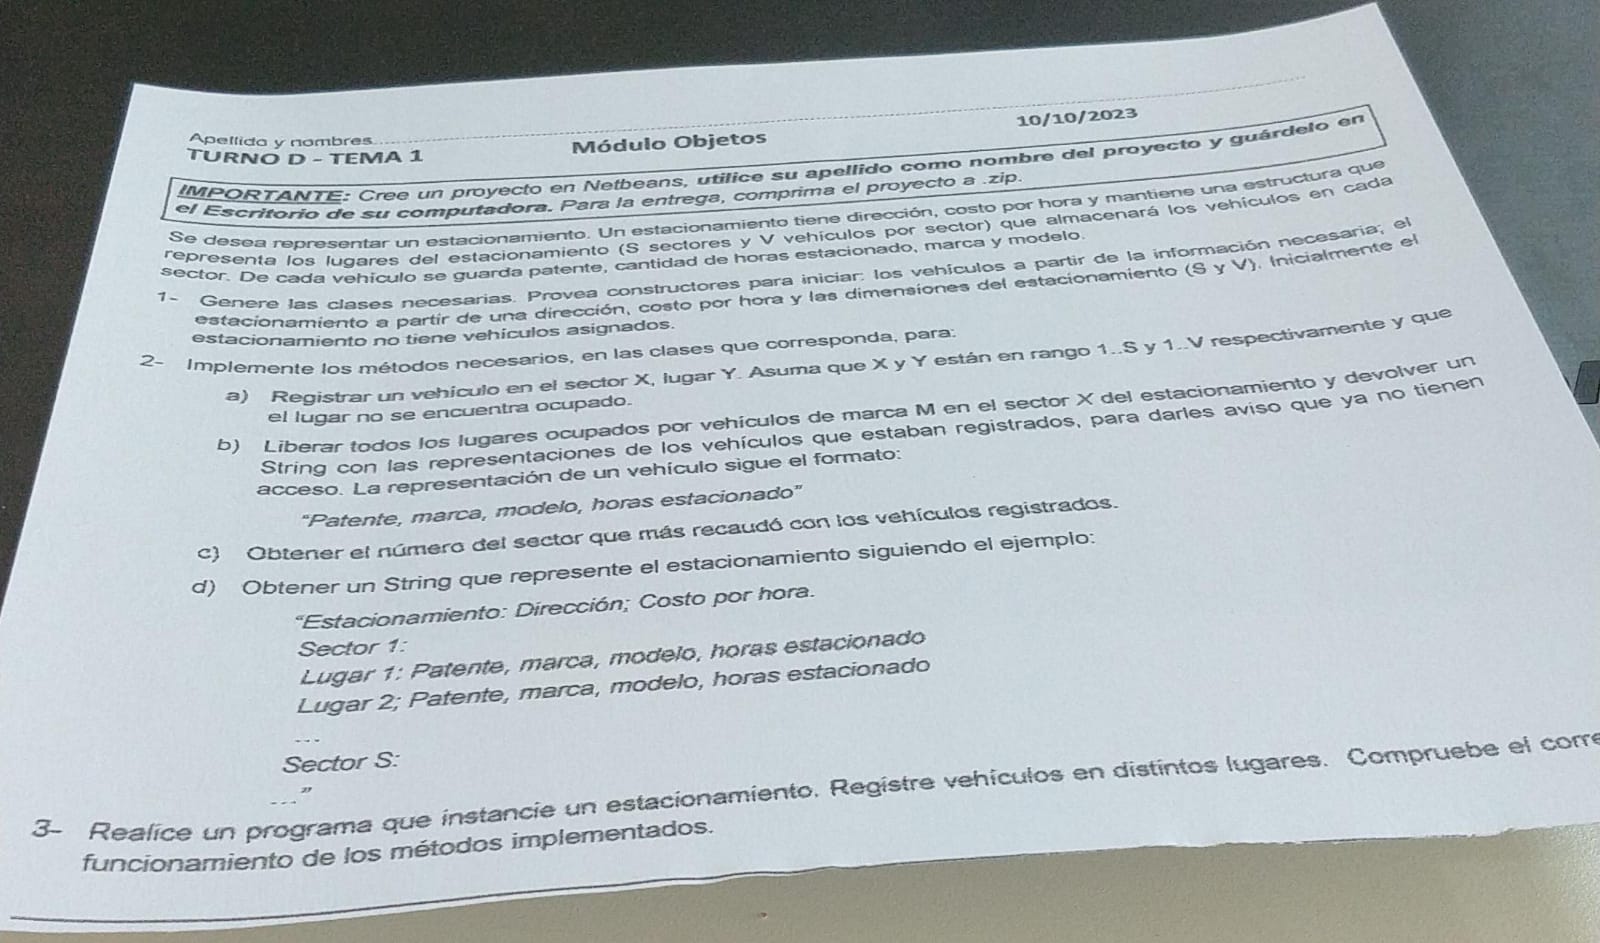 Apellido y nombres
10/10/2023
TURNO D - TEMA 1
Módulo Objetos
IMPORTANTE: Cree un proyecto en Netbeans, utilice su apellido como nombre del proyecto y guárdelo en
el Escritorio de su computadora. Para la entrega, comprima el proyecto a .zip.
Se desea representar un estacionamiento. Un estacionamiento tiene dirección, costo por hora y mantiene una estructura que
representa los lugares del estacionamiento (S sectores y V vehículos por sector) que almacenará los vehículos en cada
sector. De cada vehículo se guarda patente, cantidad de horas estacionado, marca y modelo.
1- Genere las clases necesarias. Provea constructores para iniciar: los vehículos a partir de la información necesaria; el
estacionamiento a partir de una dirección, costo por hora y las dimensiones del estacionamiento (S y V). Inicialmente el
estacionamiento no tiene vehículos asignados.
2- Implemente los métodos necesarios, en las clases que corresponda, para:
a) Registrar un vehículo en el sector X, lugar Y. Asuma que X y Y están en rango 1..S y 1..V respectivamente y que
el lugar no se encuentra ocupado.
b) Liberar todos los lugares ocupados por vehículos de marca M en el sector X del estacionamiento y devolver un
String con las representaciones de los vehículos que estaban registrados, para darles aviso que ya no tienen
acceso. La representación de un vehículo sigue el formato:
“Patente, marca, modelo, horas estacionado”
c) Obtener el número del sector que más recaudó con los vehículos registrados.
d) Obtener un String que represente el estacionamiento siguiendo el ejemplo:
“Estacionamiento: Dirección; Costo por hora.
Sector 1:
Lugar 1: Patente, marca, modelo, horas estacionado
Lugar 2; Patente, marca, modelo, horas estacionado
...
Sector S:
...”
3- Realice un programa que instancie un estacionamiento. Registre vehículos en distintos lugares. Compruebe el corre
funcionamiento de los métodos implementados.